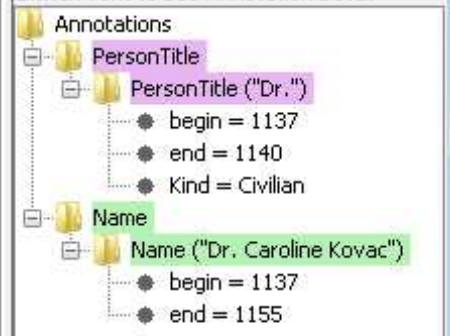 Annotations
PersonTitle
PersonTitle ("Dr.")
begin = 1137
end = 1140
Kind = Civilian
Name
Name ("Dr. Caroline Kovac")
begin = 1137
end = 1155